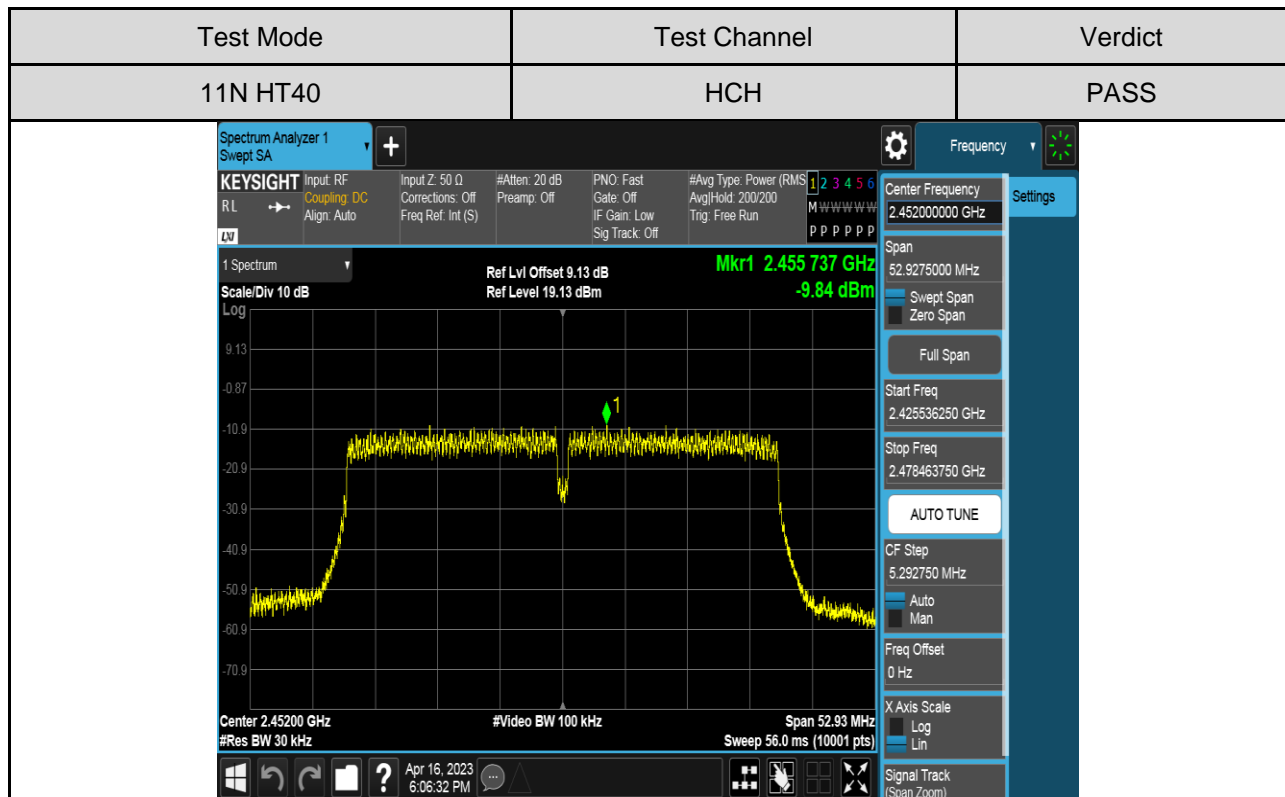 Test Mode Test Channel Verdict
11N HT40 HCH PASS
Spectrum Analyzer 1
Swept SA
Frequency
KEYSIGHT
RL
LXI
Input: RF
Coupling: DC
Align: Auto
Input Z: 50 Ω
Corrections: Off
Freq Ref: Int (S)
#Atten: 20 dB
Preamp: Off
PNO: Fast
Gate: Off
IF Gain: Low
Sig Track: Off
#Avg Type: Power (RMS
Avg|Hold: 200/200
Trig: Free Run
1 2 3 4 5 6
M W W W W W
P P P P P P
1 Spectrum
Scale/Div 10 dB
Log
Ref Lvl Offset 9.13 dB
Ref Level 19.13 dBm
Mkr1 2.455 737 GHz
-9.84 dBm
9.13
-0.87
1
-10.9
-20.9
-30.9
-40.9
-50.9
-60.9
-70.9
Center 2.45200 GHz #Video BW 100 kHz Span 52.93 MHz
#Res BW 30 kHz Sweep 56.0 ms (10001 pts)
?
Apr 16, 2023
6:06:32 PM
Center Frequency
2.452000000 GHz
Settings
Span
52.9275000 MHz
Swept Span
Zero Span
Full Span
Start Freq
2.425536250 GHz
Stop Freq
2.478463750 GHz
AUTO TUNE
CF Step
5.292750 MHz
Auto
Man
Freq Offset
0 Hz
X Axis Scale
Log
Lin
Signal Track
(Span Zoom)